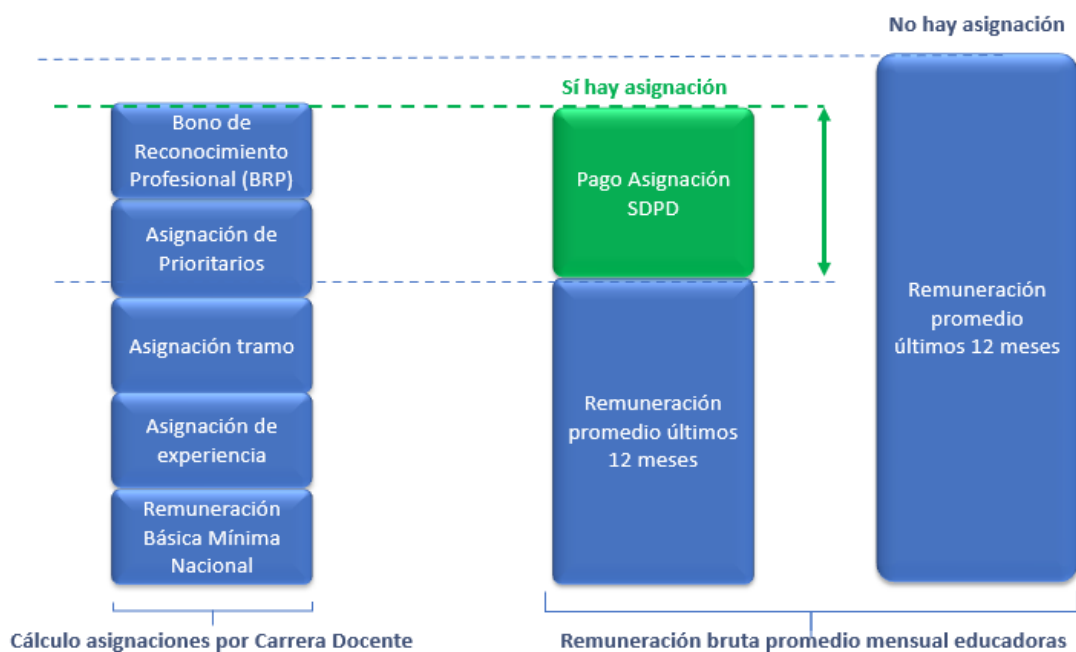 No hay asignación
Sí hay asignación
Bono de
Reconocimiento
Profesional (BRP)
Asignación de
Prioritarios
Asignación tramo
Asignación de
experiencia
Remuneración
Básica Mínima
Nacional
Pago Asignación
SDPD
Remuneración
promedio últimos
12 meses
Remuneración
promedio
últimos 12 meses
Cálculo asignaciones por Carrera Docente
Remuneración bruta promedio mensual educadoras